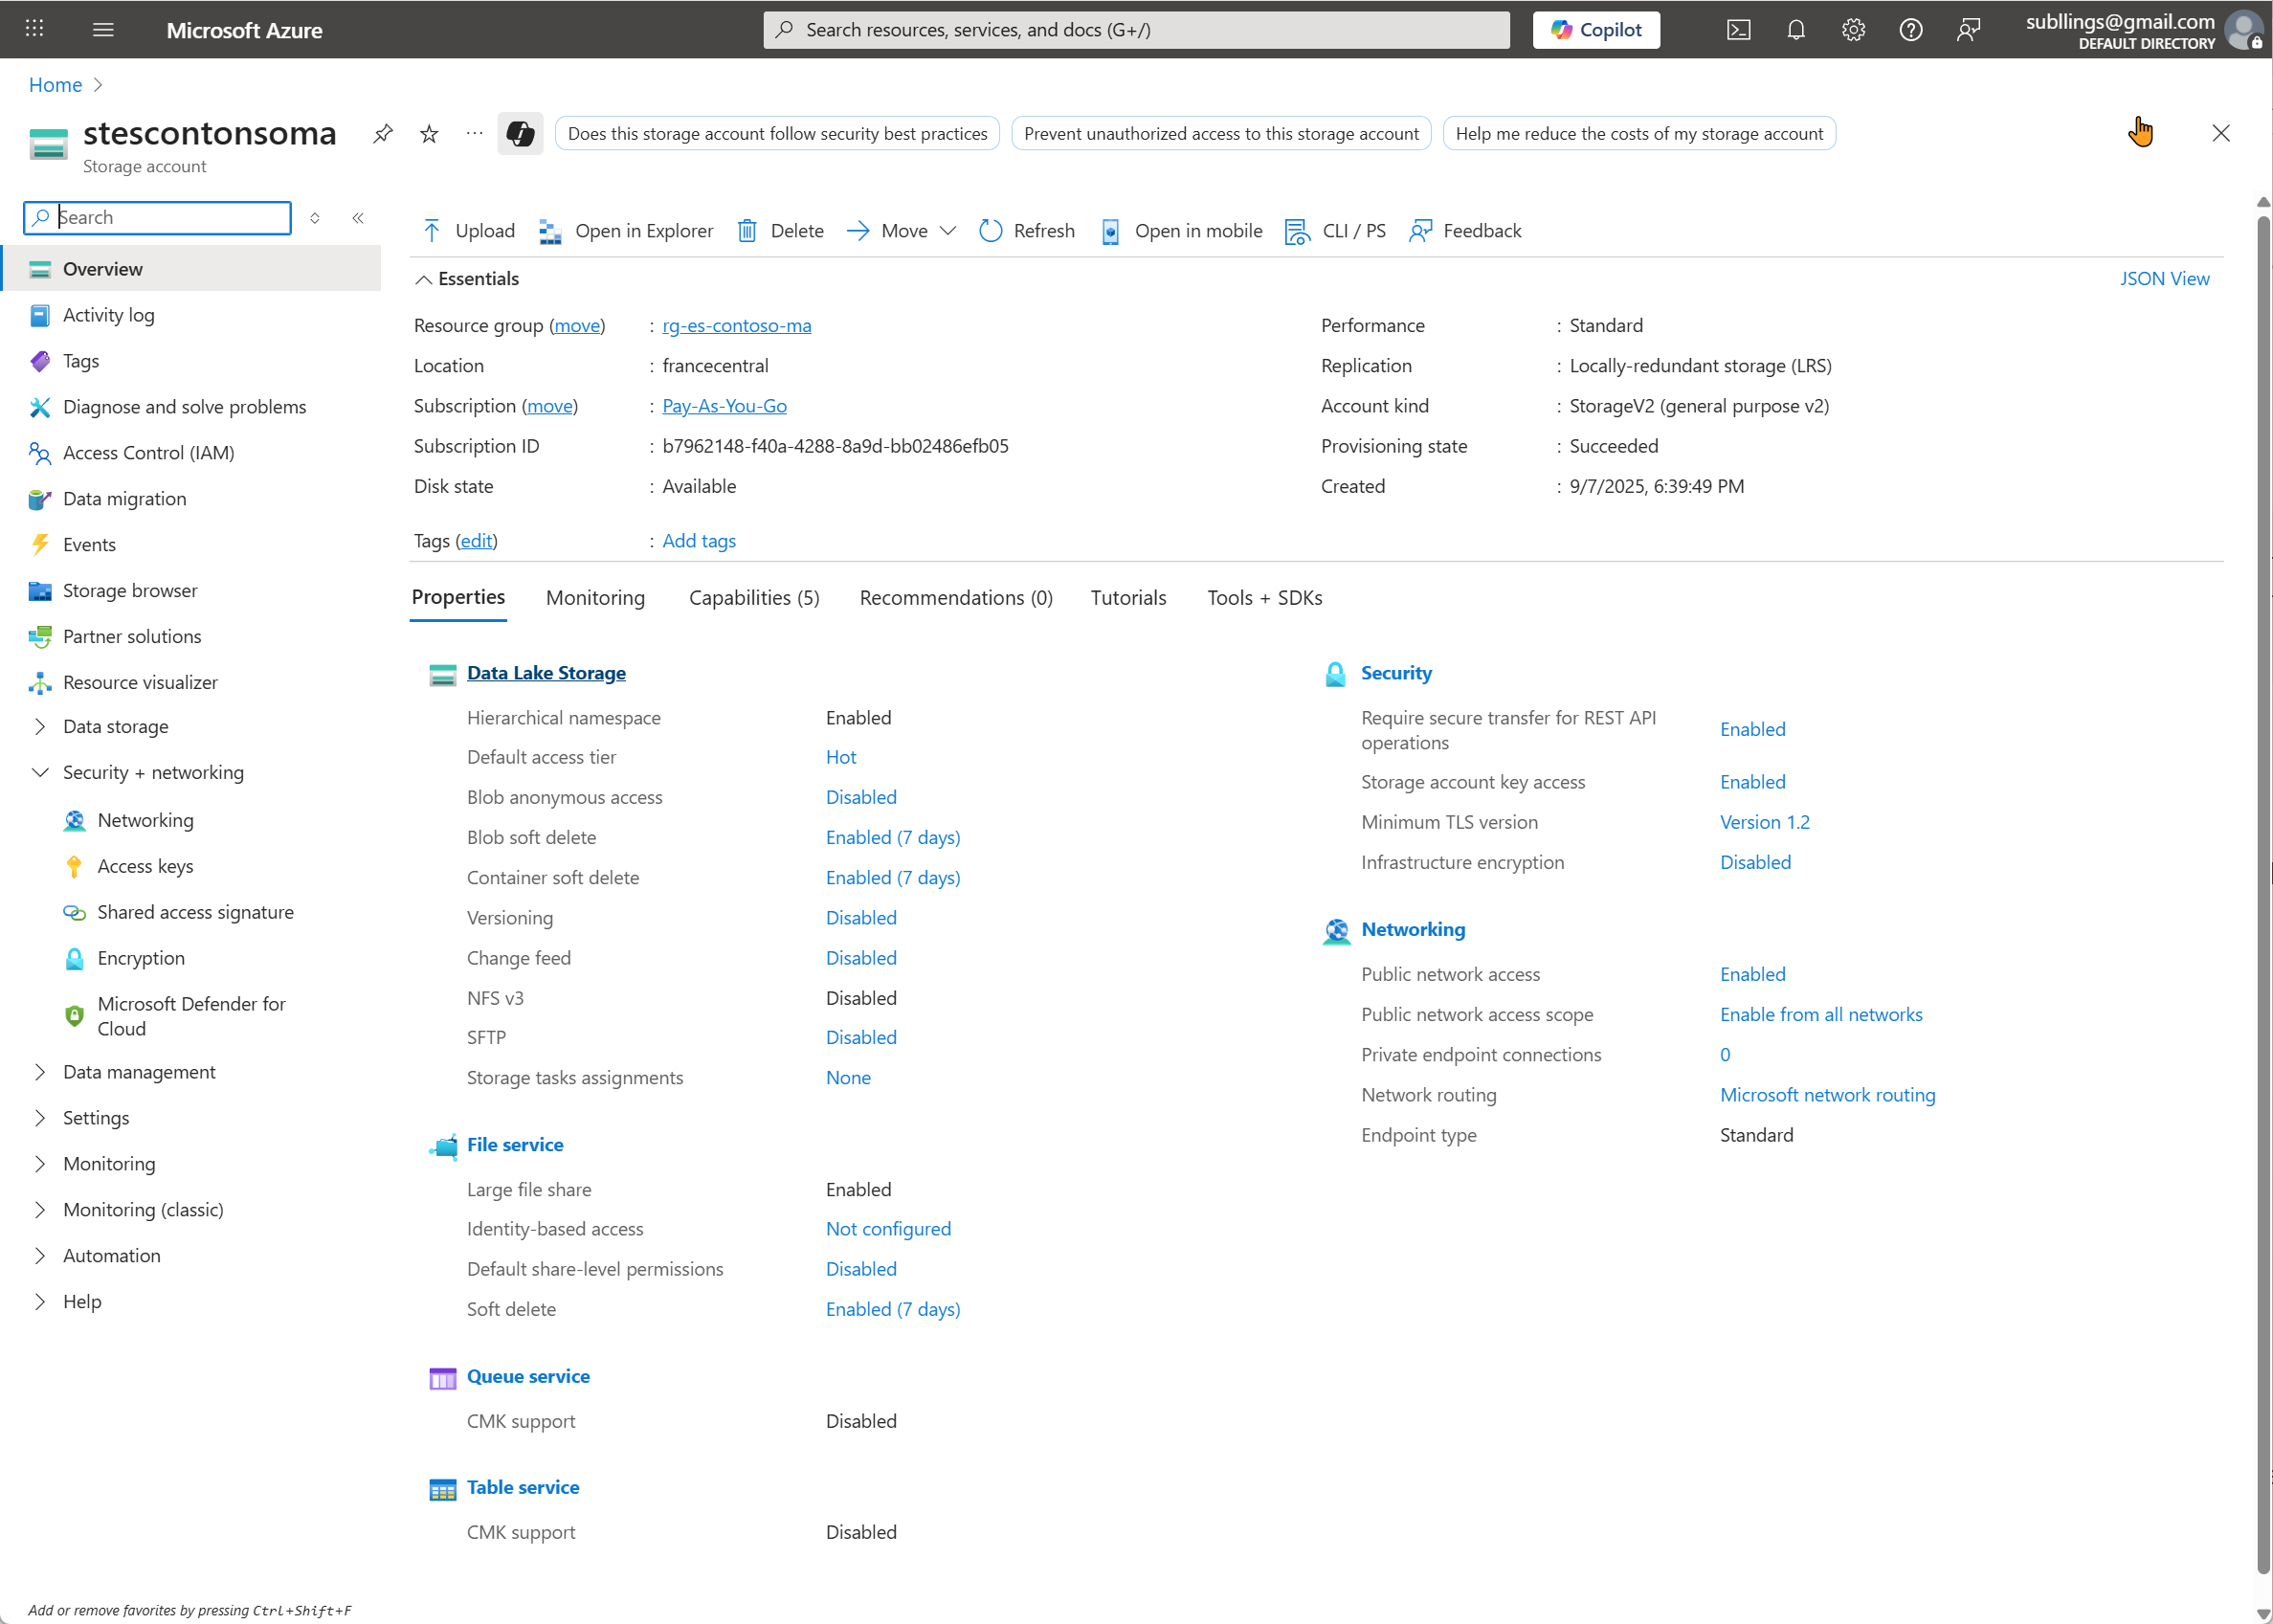 Microsoft Azure
Search resources, services, and docs (G+/)
Copilot
subllings@gmail.com
DEFAULT DIRECTORY
Home
stescontonsoma
Storage account
Does this storage account follow security best practices
Prevent unauthorized access to this storage account
Help me reduce the costs of my storage account
Search
Overview
Activity log
Tags
Diagnose and solve problems
Access Control (IAM)
Data migration
Events
Storage browser
Partner solutions
Resource visualizer
Data storage
Security + networking
Networking
Access keys
Shared access signature
Encryption
Microsoft Defender for
Cloud
Data management
Settings
Monitoring
Monitoring (classic)
Automation
Help
Add or remove favorites by pressing Ctrl+Shift+F
Upload
Open in Explorer
Delete
Move
Refresh
Open in mobile
CLI / PS
Feedback
Essentials
JSON View
Resource group (move) : rg-es-contoso-ma
Location : francecentral
Subscription (move) : Pay-As-You-Go
Subscription ID : b7962148-f40a-4288-8a9d-bb02486efb05
Disk state : Available
Tags (edit) : Add tags
Performance : Standard
Replication : Locally-redundant storage (LRS)
Account kind : StorageV2 (general purpose v2)
Provisioning state : Succeeded
Created : 9/7/2025, 6:39:49 PM
Properties
Monitoring
Capabilities (5)
Recommendations (0)
Tutorials
Tools + SDKs
Data Lake Storage
Hierarchical namespace Enabled
Default access tier Hot
Blob anonymous access Disabled
Blob soft delete Enabled (7 days)
Container soft delete Enabled (7 days)
Versioning Disabled
Change feed Disabled
NFS v3 Disabled
SFTP Disabled
Storage tasks assignments None
File service
Large file share Enabled
Identity-based access Not configured
Default share-level permissions Disabled
Soft delete Enabled (7 days)
Queue service
CMK support Disabled
Table service
CMK support Disabled
Security
Require secure transfer for REST API
operations Enabled
Storage account key access Enabled
Minimum TLS version Version 1.2
Infrastructure encryption Disabled
Networking
Public network access Enabled
Public network access scope Enable from all networks
Private endpoint connections 0
Network routing Microsoft network routing
Endpoint type Standard